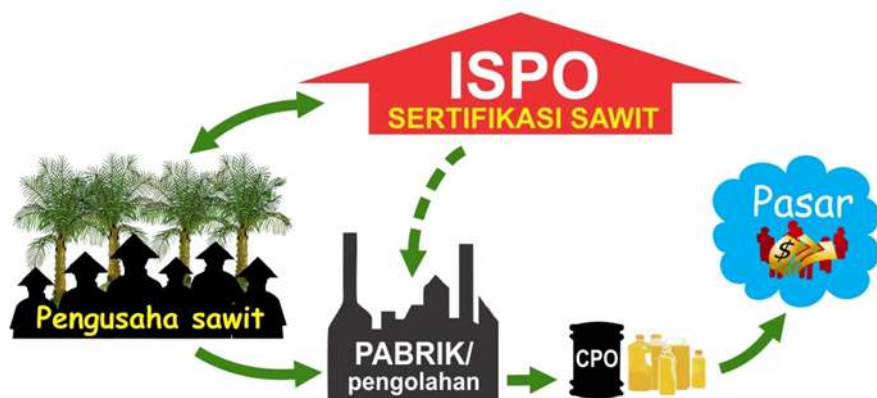 ISPO
SERTIFIKASI SAWIT
Pengusaha sawit
PABRIK/
pengolahan
CPO
Pasar
$